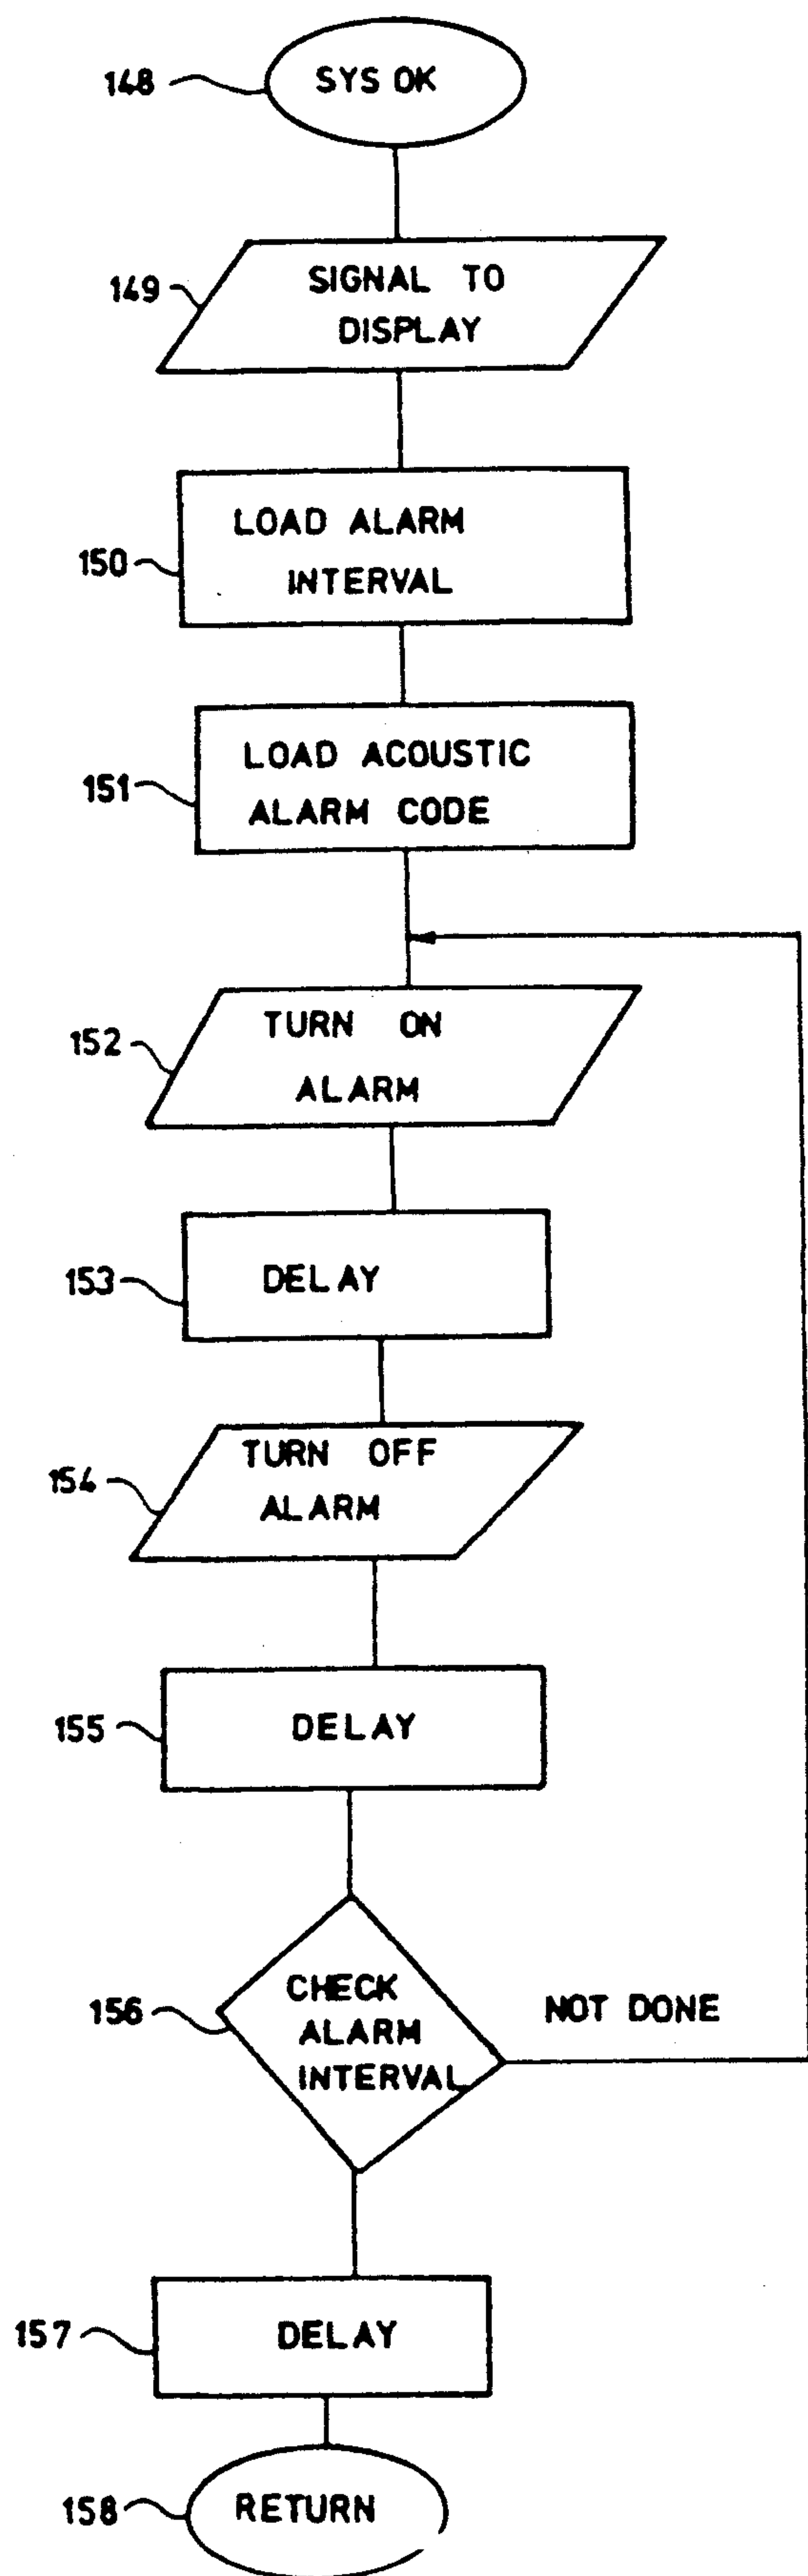 148 SYS OK
149 SIGNAL TO
DISPLAY
LOAD ALARM
150 INTERVAL
LOAD ACOUSTIC
151 ALARM CODE
TURN ON
152 ALARM
153 DELAY
TURN OFF
154 ALARM
155 DELAY
CHECK
156 ALARM NOT DONE
INTERVAL
157 DELAY
158 RETURN